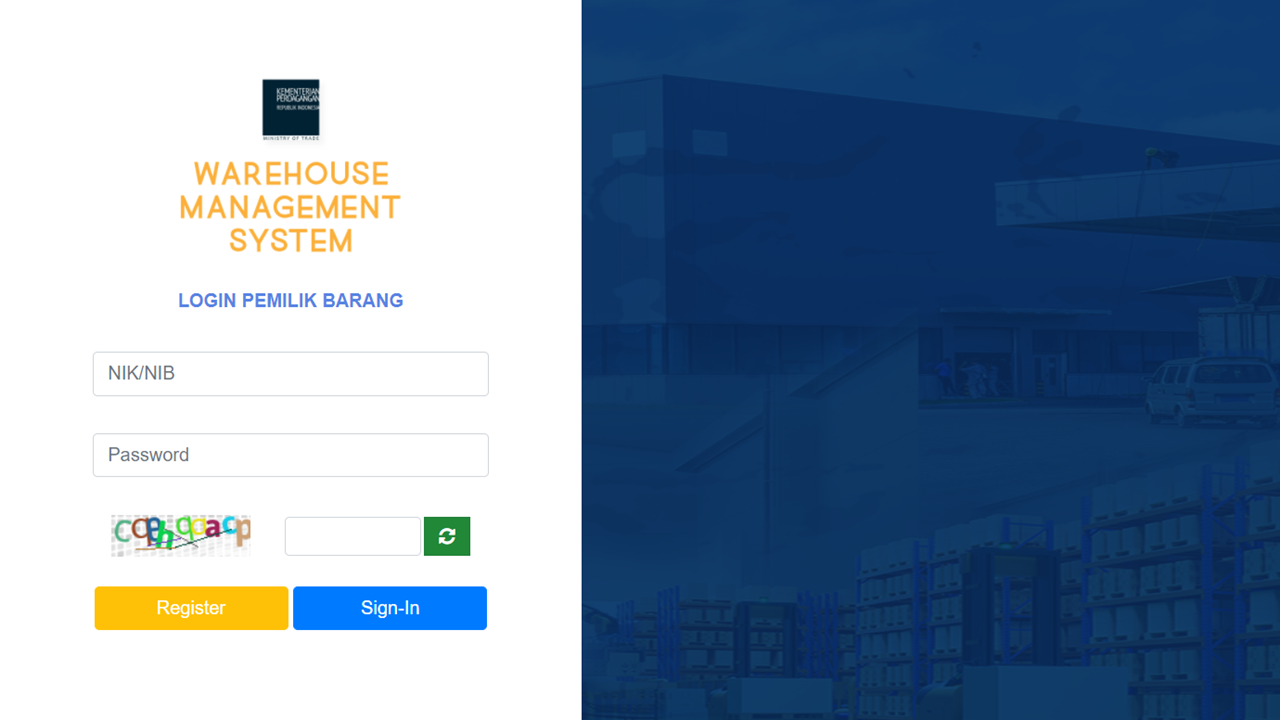 KEMENTERIAN
PERDAGANGAN
REPUBLIK INDONESIA
MINISTRY OF TRADE
WAREHOUSE
MANAGEMENT
SYSTEM
LOGIN PEMILIK BARANG
NIK/NIB
Password
Register
Sign-In